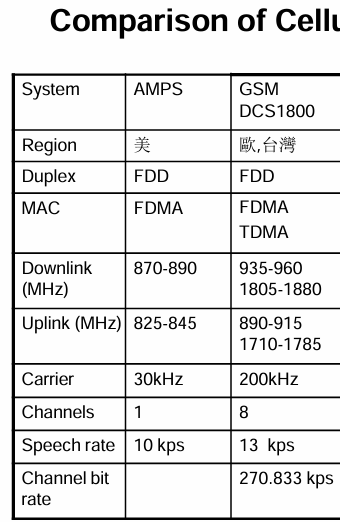 Comparison of Cellu
System AMPS GSM
DCS1800
Region 美 歐,台灣
Duplex FDD FDD
MAC FDMA FDMA
TDMA
Downlink 870-890 935-960
(MHz) 1805-1880
Uplink (MHz) 825-845 890-915
1710-1785
Carrier 30kHz 200kHz
Channels 1 8
Speech rate 10 kps 13 kps
Channel bit 270.833 kps
rate